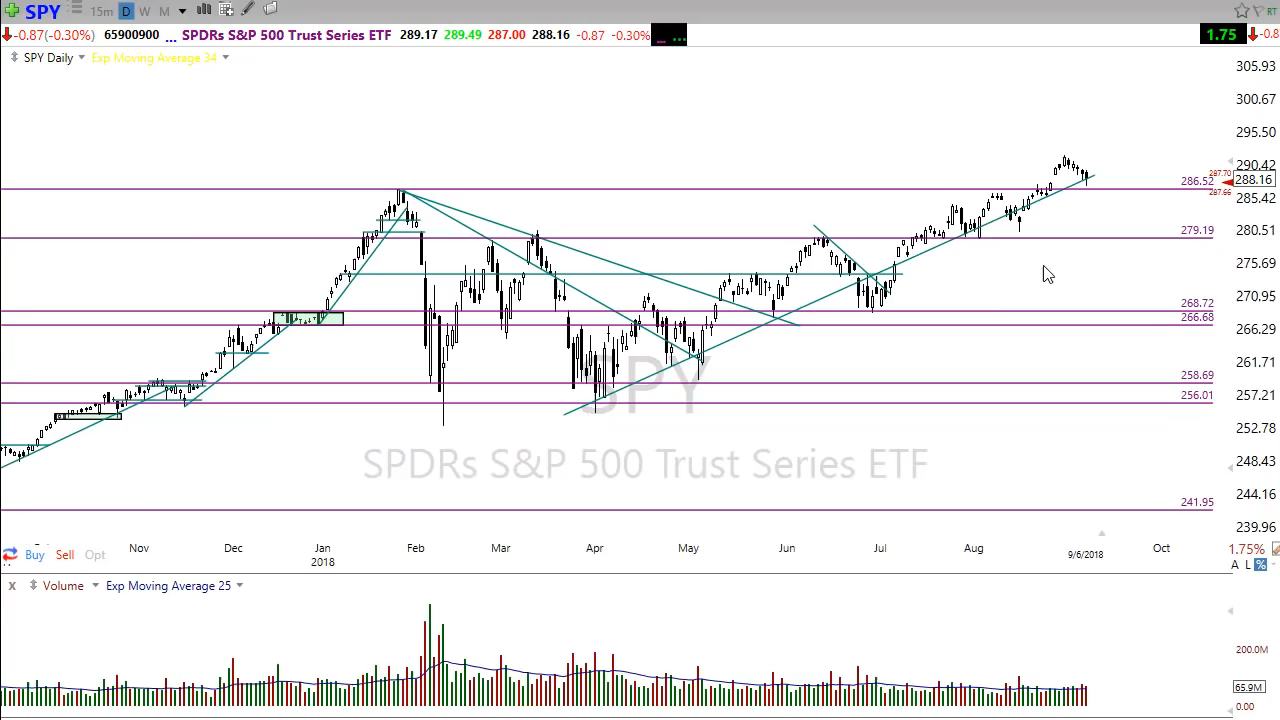 SPY 15m D W M
-0.87(-0.30%) 65900900 ... SPDRs S&P 500 Trust Series ETF 289.17 289.49 287.00 288.16 -0.87 -0.30% 1.75 -0.8
SPY Daily Exp Moving Average 34
305.93
300.67
295.50
290.42
287.70
286.52 288.16
287.66
285.42
279.19 280.51
275.69
270.95
268.72
266.68
266.29
261.71
258.69
257.21
256.01
SPY
252.78
SPDRs S&P 500 Trust Series ETF
248.43
241.95
244.16
239.96
Nov Dec Jan Feb Mar Apr May Jun Jul Aug Oct
2018 9/6/2018
Buy Sell Opt 1.75%
A L %
X Volume Exp Moving Average 25
200.0M
65.9M
0.00